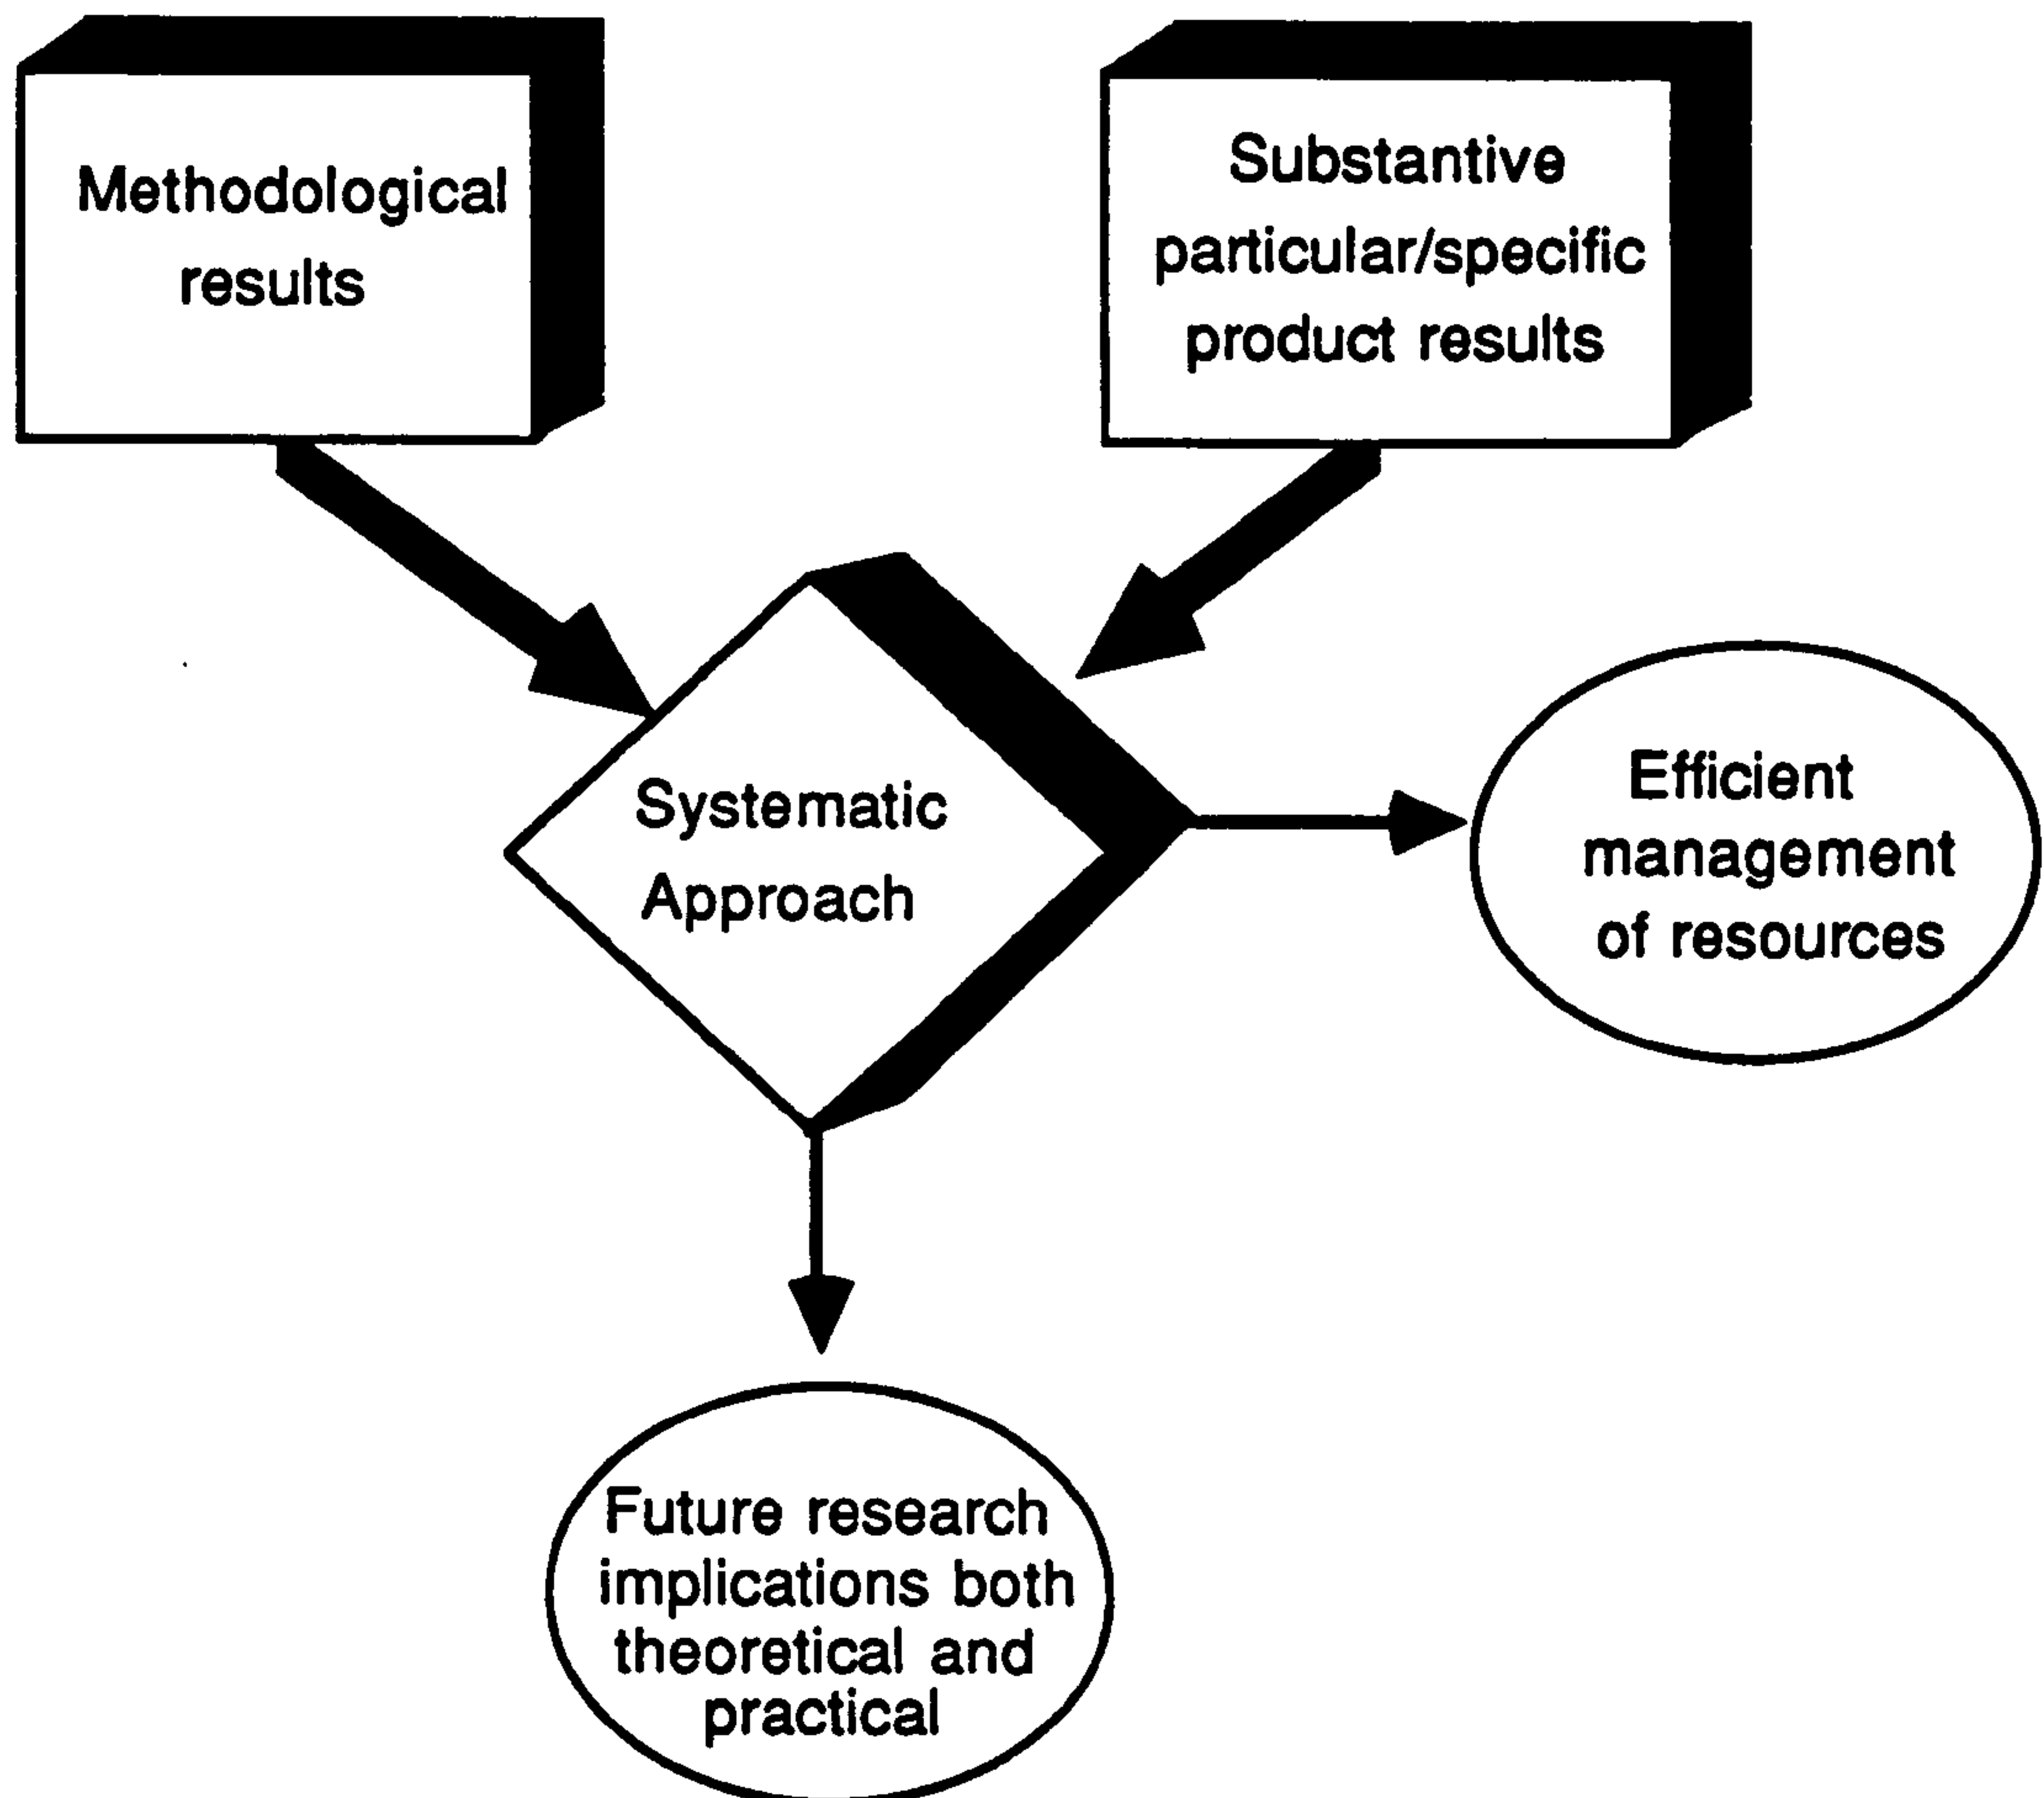 Methodological
results
Substantive
particular/specific
product results
Systematic
Approach
Efficient
management
of resources
Future research
implications both
theoretical and
practical